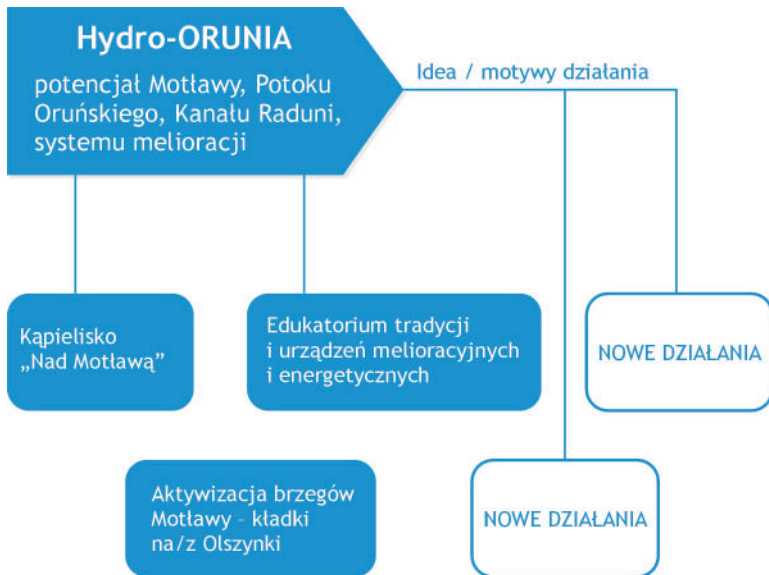 Hydro-ORUNIA
potencjał Motławy, Potoku
Oruńskiego, Kanału Raduni,
systemu melioracji
Idea / motywy działania
Kąpielisko
„Nad Motławą”
Edukatorium tradycji
i urządzeń melioracyjnych
i energetycznych
NOWE DZIAŁANIA
Aktywizacja brzegów
Motławy - kładki
na/z Olszynki
NOWE DZIAŁANIA